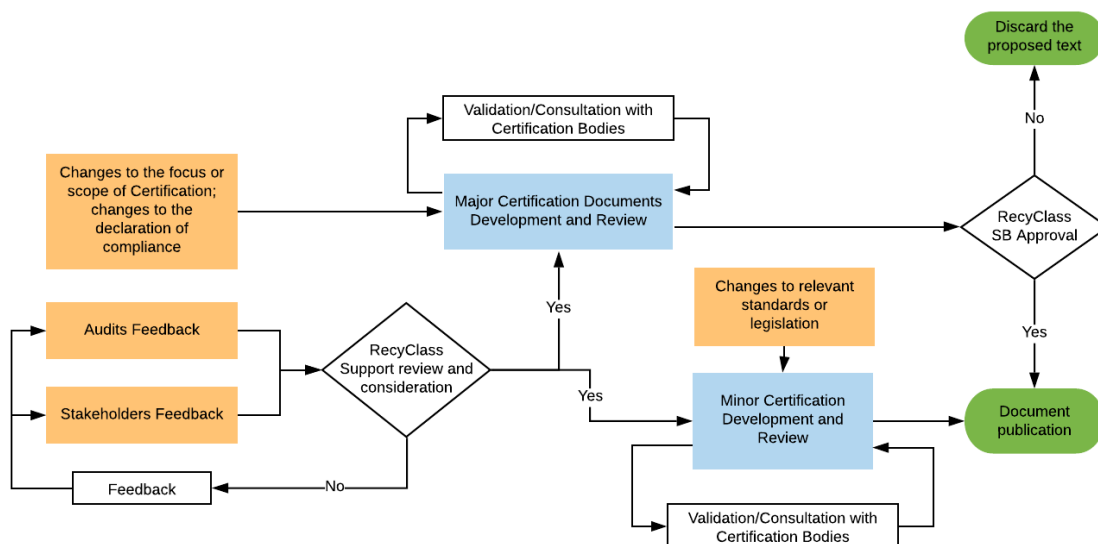 Discard the
proposed text
No
Validation/Consultation with
Certification Bodies
Changes to the focus or
scope of Certification;
changes to the
declaration of
compliance
Major Certification Documents
Development and Review
RecyClass
SB Approval
Yes
Changes to relevant
standards or
legislation
Yes
Audits Feedback
RecyClass
Support review and
consideration
Stakeholders Feedback
Yes
Minor Certification
Development and
Review
Document
publication
No
Feedback
Validation/Consultation with
Certification Bodies